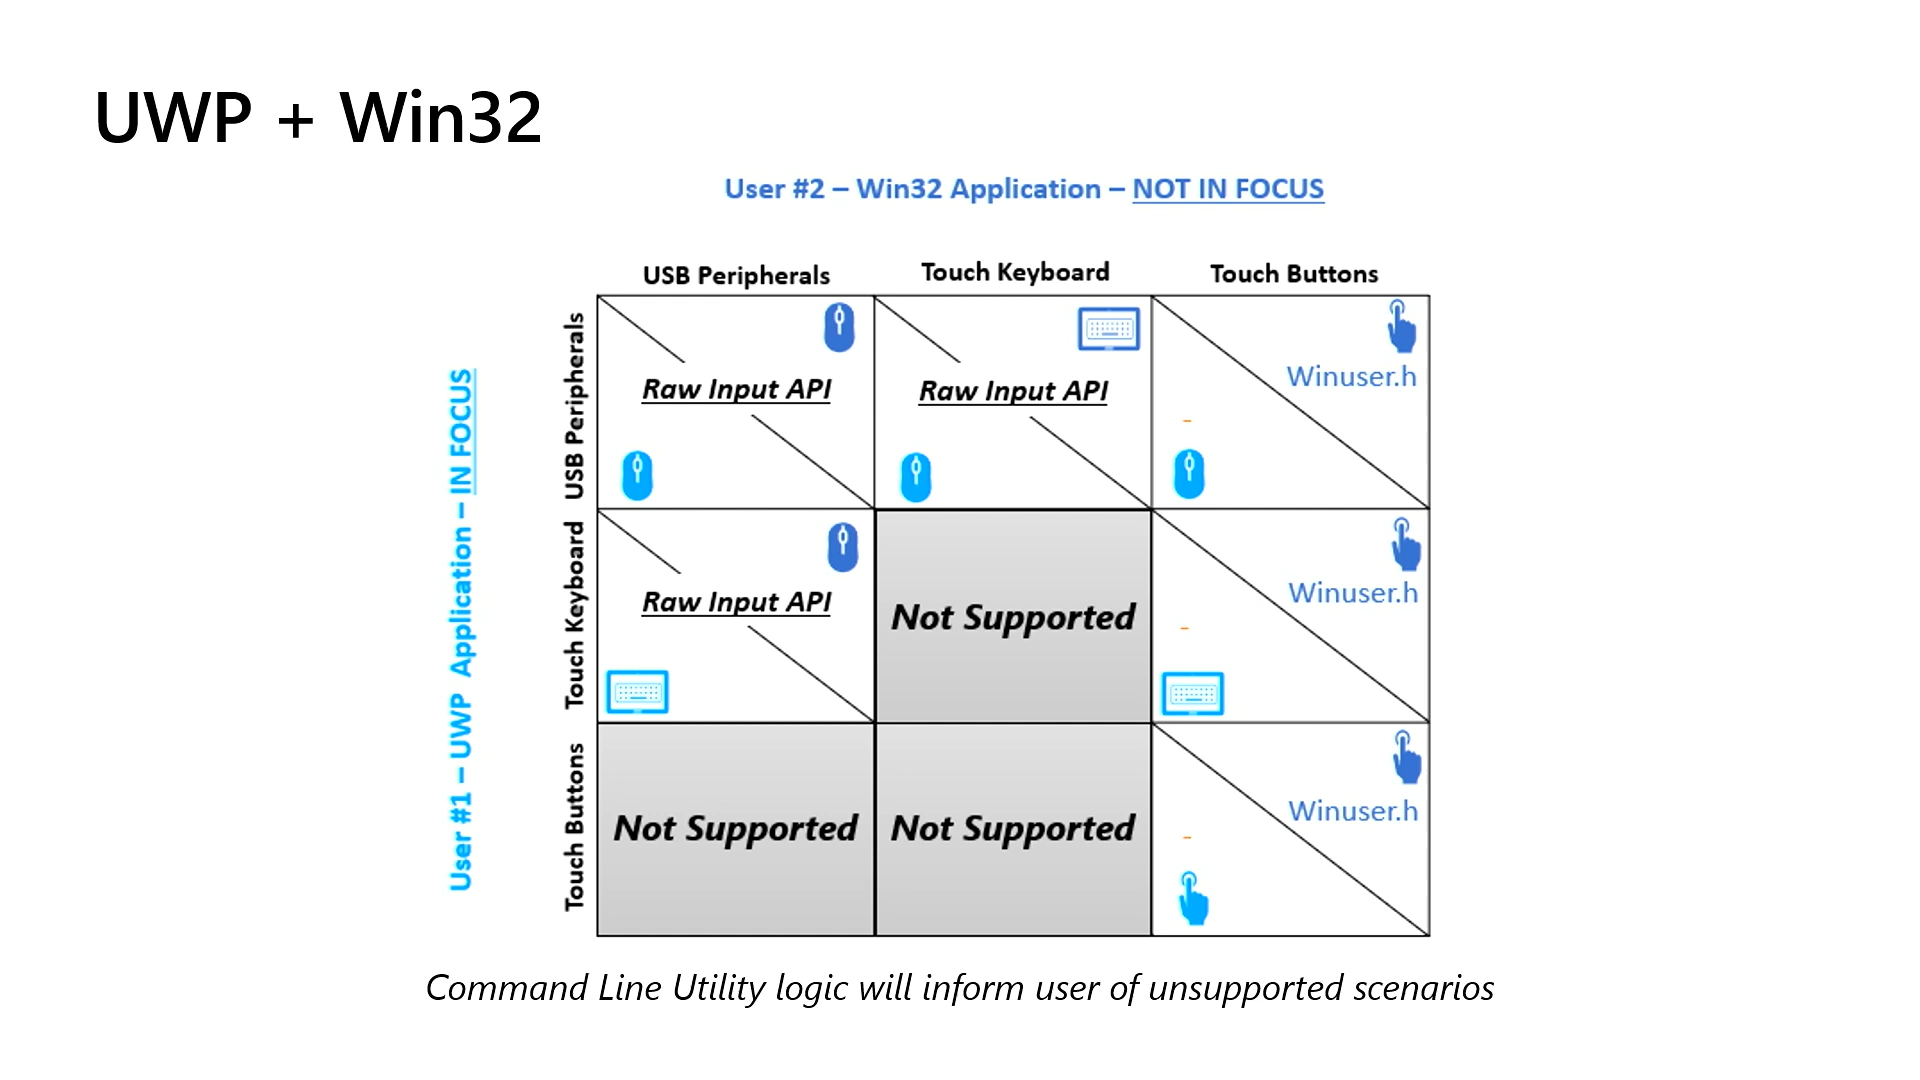 UWP + Win32
User #2 – Win32 Application – NOT IN FOCUS
USB Peripherals
Touch Keyboard
Touch Buttons
User #1 – UWP Application – IN FOCUS
USB Peripherals
Raw Input API
Raw Input API
Winuser.h
-
Touch Keyboard
Raw Input API
Not Supported
Winuser.h
-
Touch Buttons
Not Supported
Not Supported
Winuser.h
-
Command Line Utility logic will inform user of unsupported scenarios